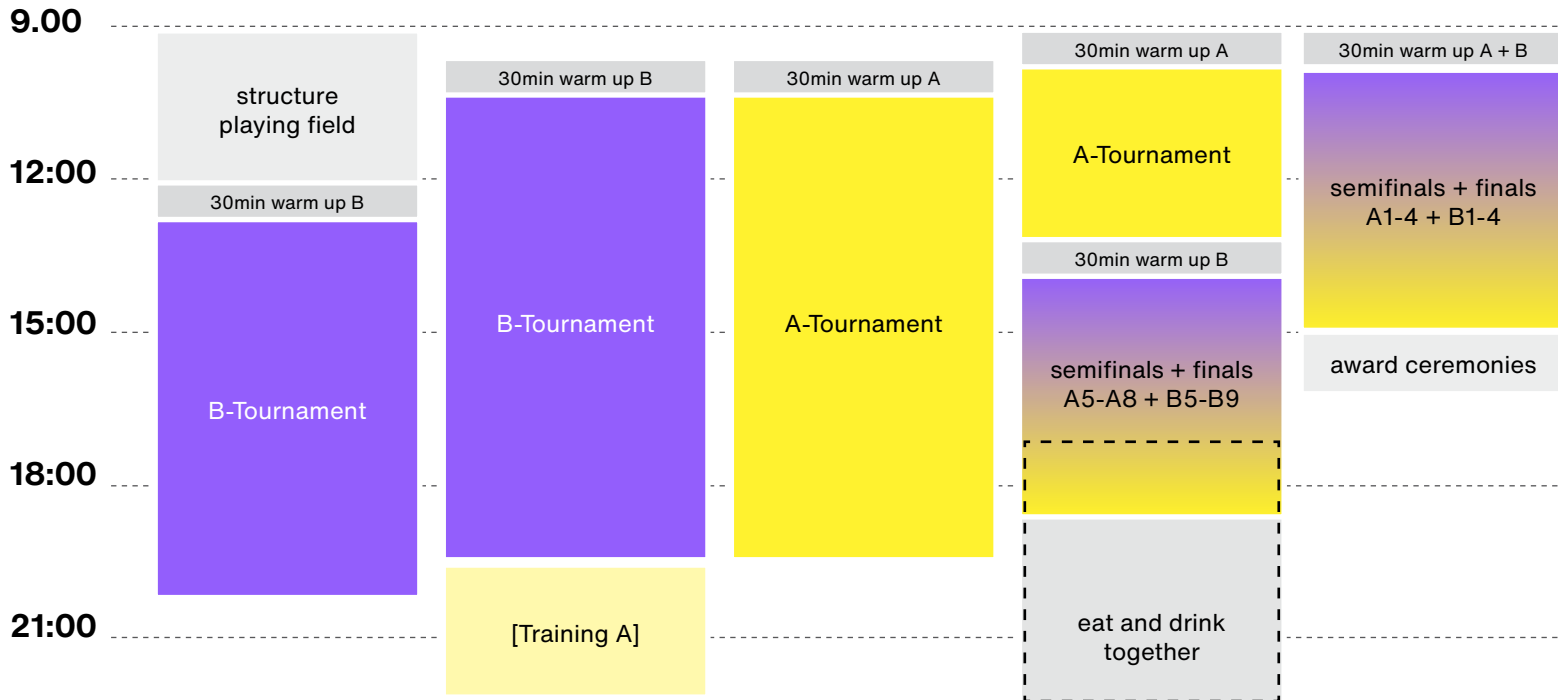 9.00
12:00
15:00
18:00
21:00
structure
playing field
30min warm up B
B-Tournament
30min warm up B
B-Tournament
[Training A]
30min warm up A
A-Tournament
30min warm up A
A-Tournament
30min warm up B
semifinals + finals
A5-A8 + B5-B9
eat and drink
together
30min warm up A + B
semifinals + finals
A1-4 + B1-4
award ceremonies